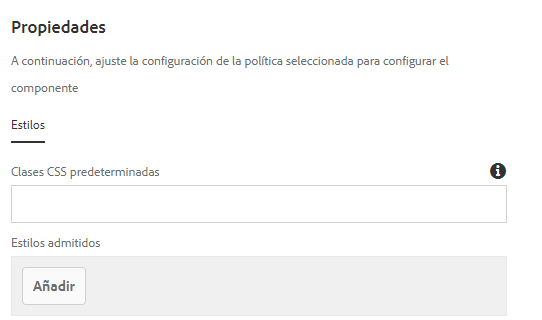 Propiedades
A continuación, ajuste la configuración de la política seleccionada para configurar el
componente
Estilos
Clases CSS predeterminadas
Estilos admitidos
Añadir